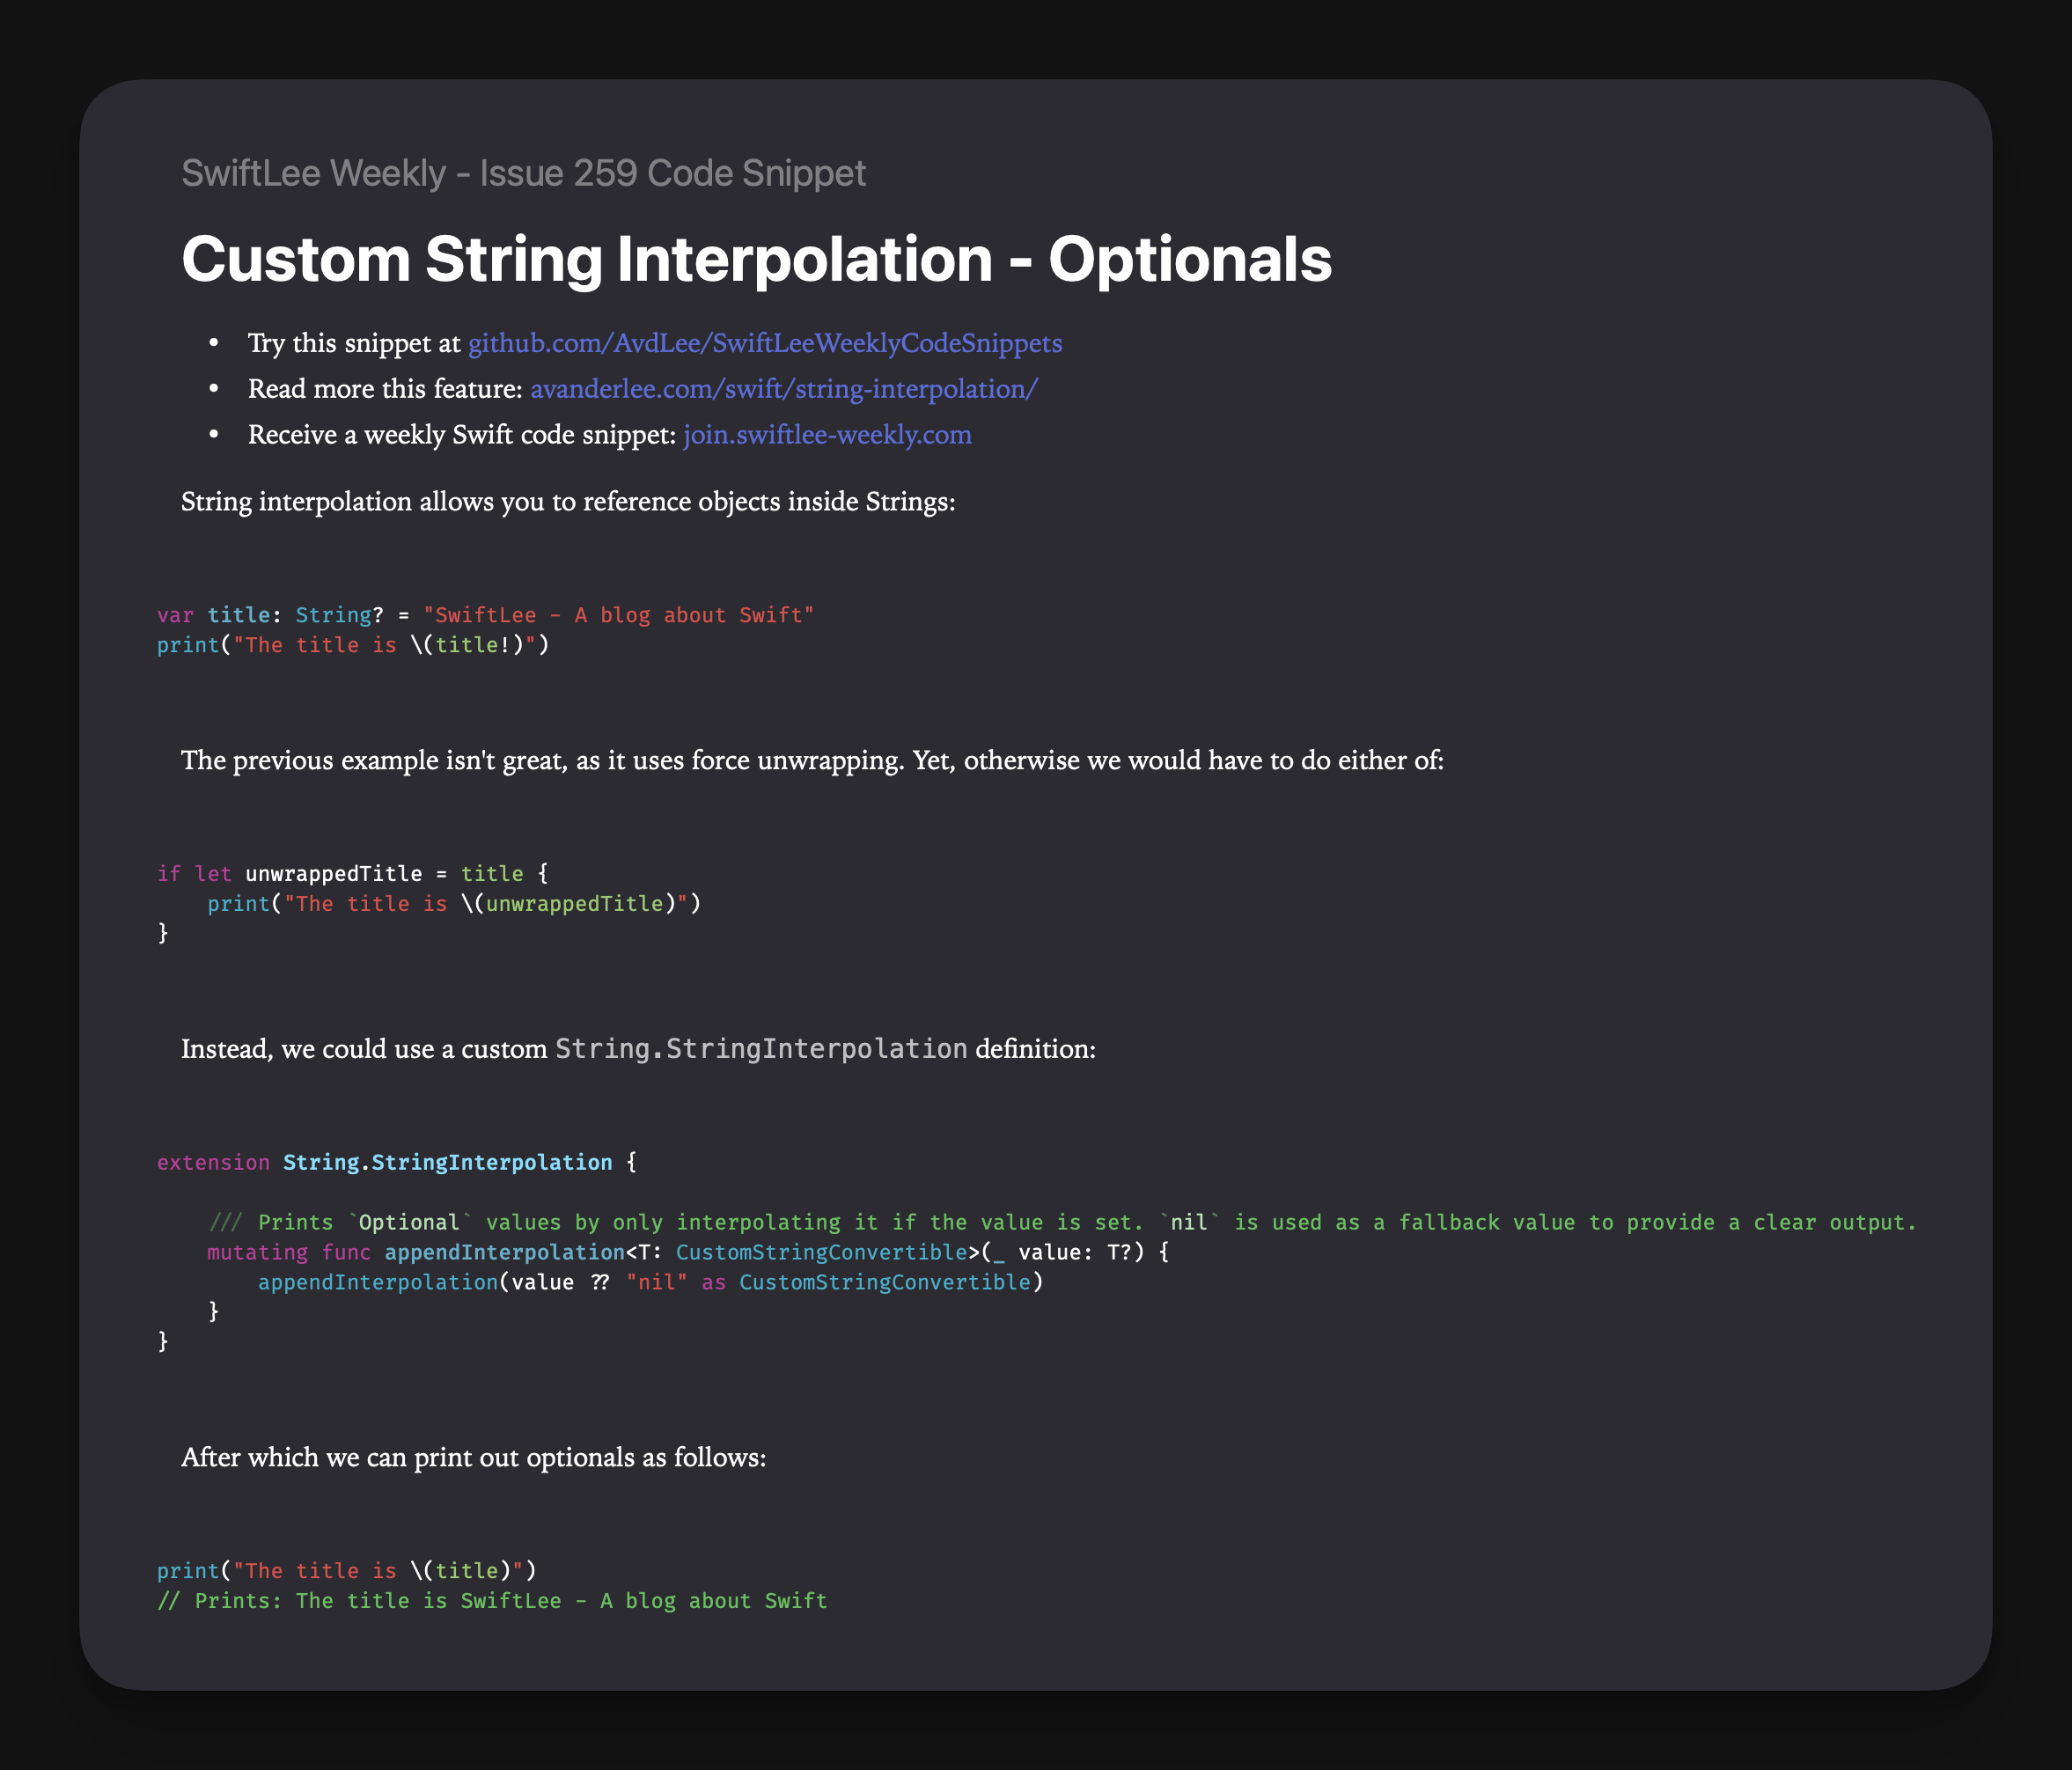 SwiftLee Weekly - Issue 259 Code Snippet
Custom String Interpolation - Optionals
• Try this snippet at github.com/AvdLee/SwiftLeeWeeklyCodeSnippets
• Read more this feature: avanderlee.com/swift/string-interpolation/
• Receive a weekly Swift code snippet: join.swiftlee-weekly.com
String interpolation allows you to reference objects inside Strings:
var title: String? = "SwiftLee - A blog about Swift"
print("The title is \(title!)")
The previous example isn't great, as it uses force unwrapping. Yet, otherwise we would have to do either of:
if let unwrappedTitle = title {
    print("The title is \(unwrappedTitle)")
}
Instead, we could use a custom String.StringInterpolation definition:
extension String.StringInterpolation {
    /// Prints `Optional` values by only interpolating it if the value is set. `nil` is used as a fallback value to provide a clear output.
    mutating func appendInterpolation<T: CustomStringConvertible>(_ value: T?) {
        appendInterpolation(value ?? "nil" as CustomStringConvertible)
    }
}
After which we can print out optionals as follows:
print("The title is \(title)")
// Prints: The title is SwiftLee - A blog about Swift